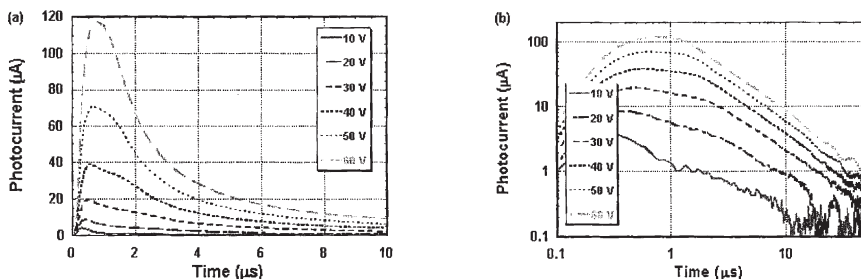 (a)
120
100
80
60
40
20
0
Photocurrent (µA)
0 2 4 6 8 10
Time (µs)
10 V
20 V
30 V
40 V
50 V
60 V
(b)
100
10
1
0.1
Photocurrent (µA)
0.1 1 10
Time (µs)
10 V
20 V
30 V
40 V
50 V
60 V